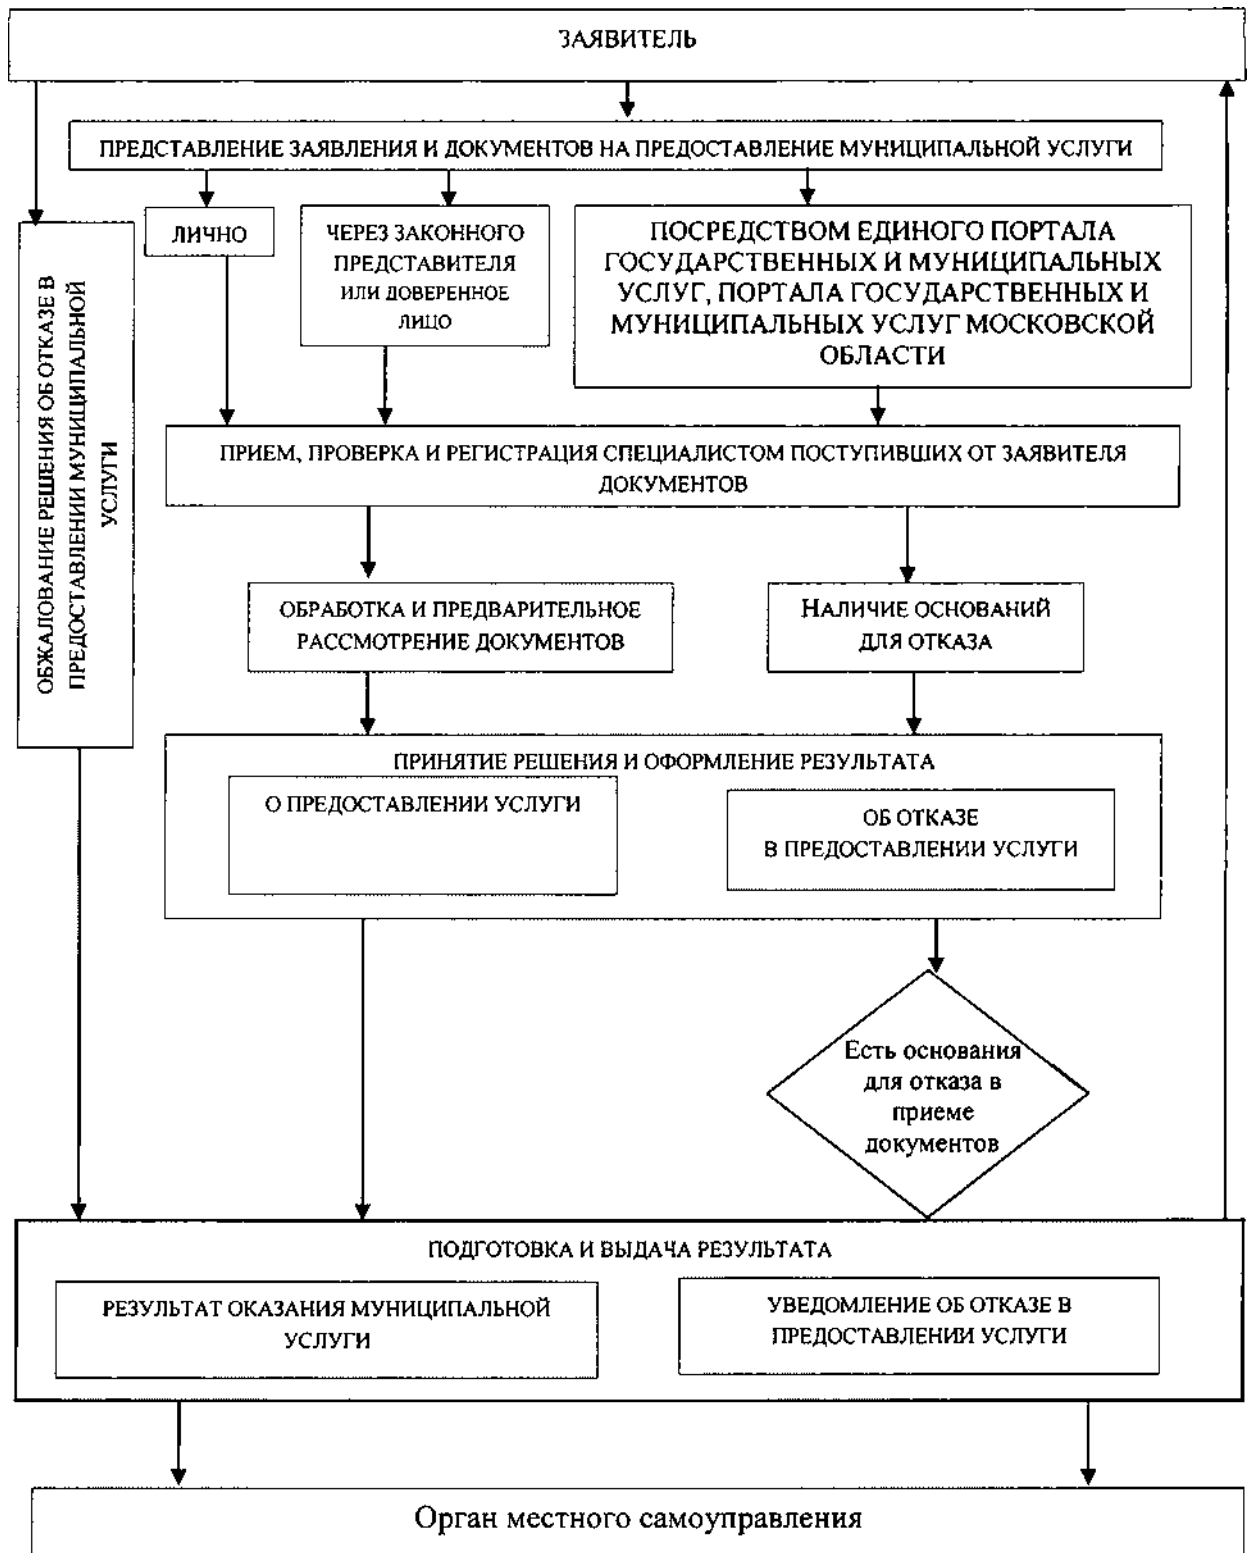 ЗАЯВИТЕЛЬ
ПРЕДСТАВЛЕНИЕ ЗАЯВЛЕНИЯ И ДОКУМЕНТОВ НА ПРЕДОСТАВЛЕНИЕ МУНИЦИПАЛЬНОЙ УСЛУГИ
ОБЖАЛОВАНИЕ РЕШЕНИЯ ОБ ОТКАЗЕ В
ПРЕДОСТАВЛЕНИИ МУНИЦИПАЛЬНОЙ
УСЛУГИ
ЛИЧНО
ЧЕРЕЗ ЗАКОННОГО
ПРЕДСТАВИТЕЛЯ
ИЛИ ДОВЕРЕННОЕ
ЛИЦО
ПОСРЕДСТВОМ ЕДИНОГО ПОРТАЛА
ГОСУДАРСТВЕННЫХ И МУНИЦИПАЛЬНЫХ
УСЛУГ, ПОРТАЛА ГОСУДАРСТВЕННЫХ И
МУНИЦИПАЛЬНЫХ УСЛУГ МОСКОВСКОЙ
ОБЛАСТИ
ПРИЕМ, ПРОВЕРКА И РЕГИСТРАЦИЯ СПЕЦИАЛИСТОМ ПОСТУПИВШИХ ОТ ЗАЯВИТЕЛЯ
ДОКУМЕНТОВ
ОБРАБОТКА И ПРЕДВАРИТЕЛЬНОЕ
РАССМОТРЕНИЕ ДОКУМЕНТОВ
НАЛИЧИЕ ОСНОВАНИЙ
ДЛЯ ОТКАЗА
ПРИНЯТИЕ РЕШЕНИЯ И ОФОРМЛЕНИЕ РЕЗУЛЬТАТА
О ПРЕДОСТАВЛЕНИИ УСЛУГИ
ОБ ОТКАЗЕ
В ПРЕДОСТАВЛЕНИИ УСЛУГИ
Есть основания
для отказа в
приеме
документов
ПОДГОТОВКА И ВЫДАЧА РЕЗУЛЬТАТА
РЕЗУЛЬТАТ ОКАЗАНИЯ МУНИЦИПАЛЬНОЙ
УСЛУГИ
УВЕДОМЛЕНИЕ ОБ ОТКАЗЕ В
ПРЕДОСТАВЛЕНИИ УСЛУГИ
Орган местного самоуправления